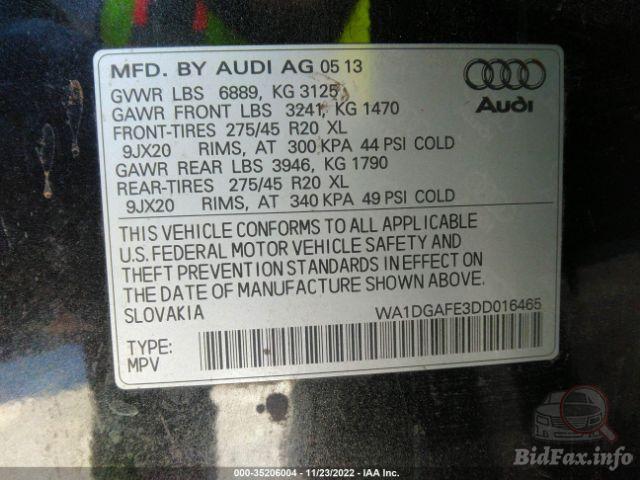 MFD. BY AUDI AG 05 13
Audi
GVWR LBS 6889, KG 3125
GAWR FRONT LBS 3241, KG 1470
FRONT-TIRES 275/45 R20 XL
9JX20 RIMS, AT 300 KPA 44 PSI COLD
GAWR REAR LBS 3946, KG 1790
REAR-TIRES 275/45 R20 XL
9JX20 RIMS, AT 340 KPA 49 PSI COLD
THIS VEHICLE CONFORMS TO ALL APPLICABLE
U.S. FEDERAL MOTOR VEHICLE SAFETY AND
THEFT PREVENTION STANDARDS IN EFFECT ON
THE DATE OF MANUFACTURE SHOWN ABOVE.
SLOVAKIA WA1DGAFE3DD016465
TYPE:
MPV
BidFax.info
000-35206004 — 11/23/2022 — IAA Inc.